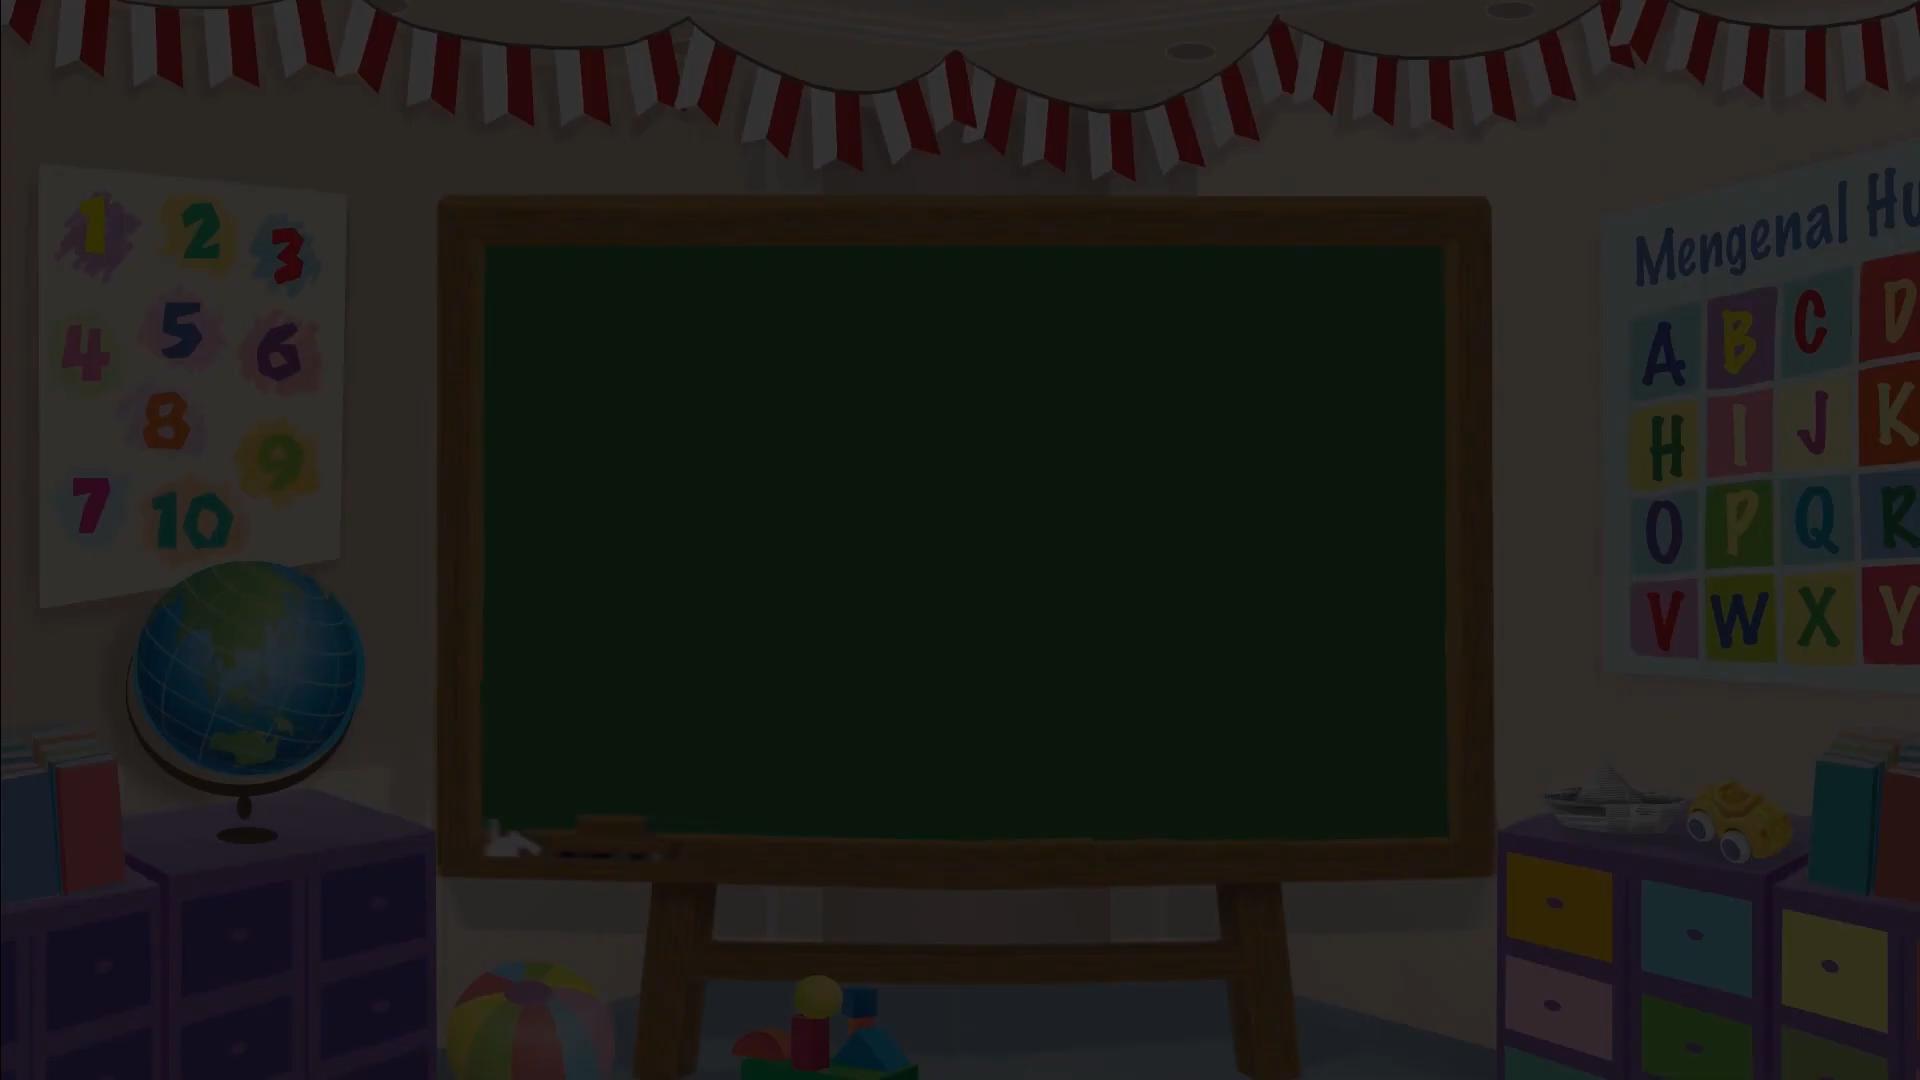 1 2 3
4 5 6
8 9
7 10
Mengenal Hu
A B C D
H I J K
O P Q R
V W X Y